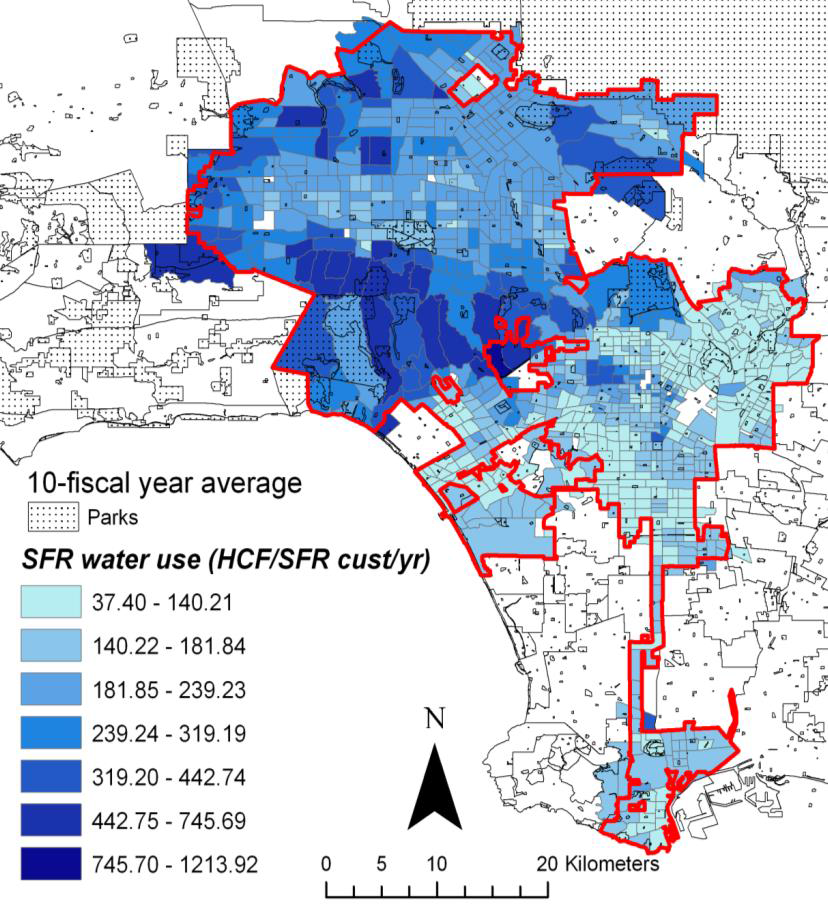 10-fiscal year average
Parks
SFR water use (HCF/SFR cust/yr)
37.40 - 140.21
140.22 - 181.84
181.85 - 239.23
239.24 - 319.19
319.20 - 442.74
442.75 - 745.69
745.70 - 1213.92
N
0 5 10 20 Kilometers